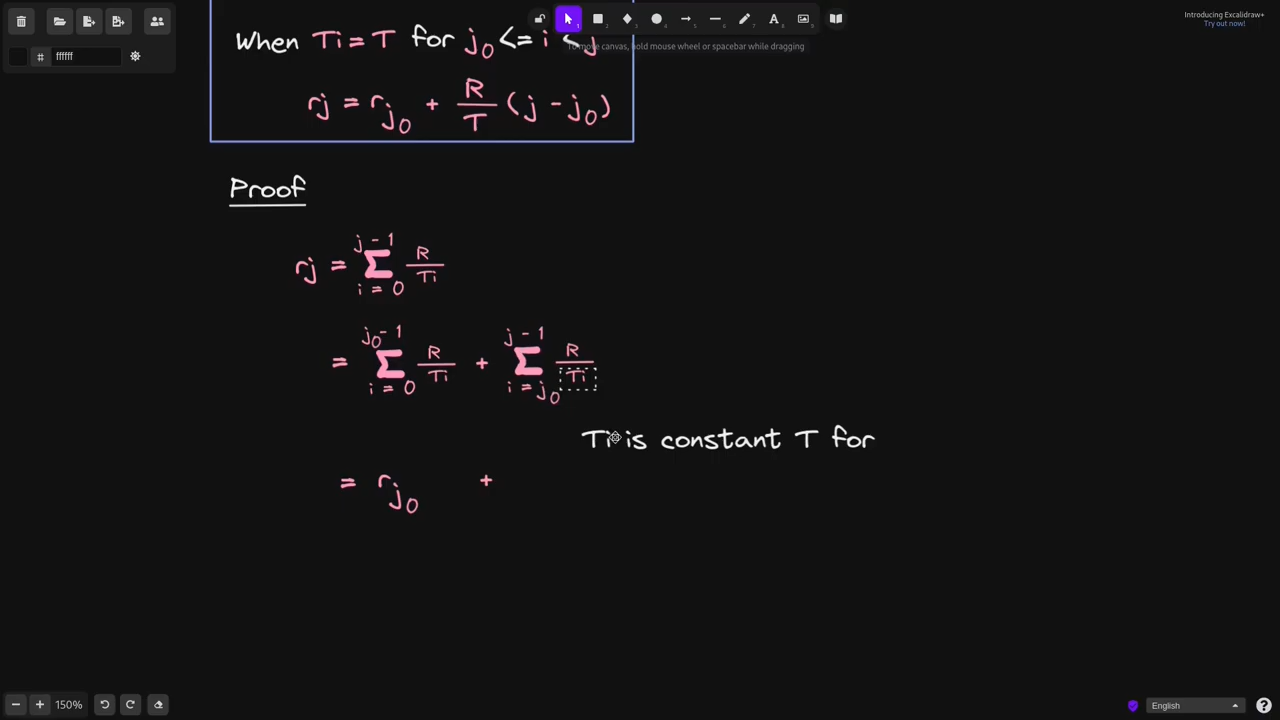 Introducing Excalidraw+
Try out now!
# ffffff
To move canvas, hold mouse wheel or spacebar while dragging
When Ti = T for j0 <= i < j
rj = rj0 + R/T (j - j0)
Proof
rj = j - 1 Σ i = 0 R/Ti
= j0 - 1 Σ i = 0 R/Ti + j - 1 Σ i = j0 R/Ti
Ti is constant T for
= rj0 +
150%
English